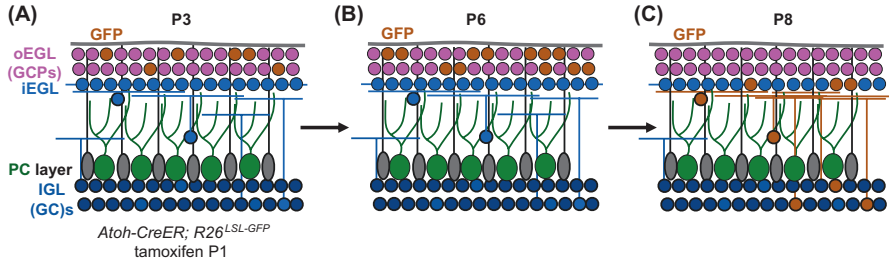 (A) P3 (B) P6 (C) P8
GFP GFP GFP
oEGL
(GCPs)
iEGL
PC layer
IGL
(GC)s
Atoh-CreER; R26LSL-GFP
tamoxifen P1